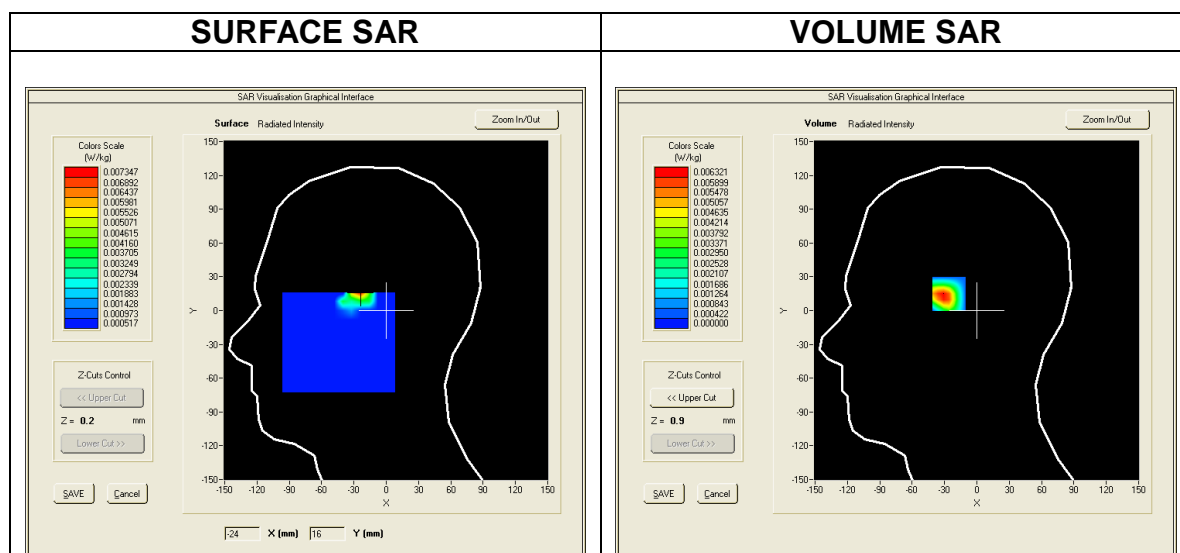 SURFACE SAR
VOLUME SAR
SAR Visualisation Graphical Interface
Surface Radiated Intensity
Zoom In/Out
Colors Scale
(W/kg)
0.007347
0.006892
0.006437
0.005981
0.005526
0.005071
0.004615
0.004160
0.003705
0.003249
0.002794
0.002339
0.001883
0.001428
0.000973
0.000517
150
120
90
60
30
0
-30
-60
-90
-120
-150
Y
-150 -120 -90 -60 -30 0 30 60 90 120 150
X
Z-Cuts Control
<< Upper Cut
Z = 0.2 mm
Lower Cut >>
SAVE Cancel
-24 X (mm) 16 Y (mm)
SAR Visualisation Graphical Interface
Volume Radiated Intensity
Zoom In/Out
Colors Scale
(W/kg)
0.006321
0.005899
0.005478
0.005057
0.004635
0.004214
0.003792
0.003371
0.002950
0.002528
0.002107
0.001686
0.001264
0.000843
0.000422
0.000000
150
120
90
60
30
0
-30
-60
-90
-120
-150
Y
-150 -120 -90 -60 -30 0 30 60 90 120 150
X
Z-Cuts Control
<< Upper Cut
Z = 0.9 mm
Lower Cut >>
SAVE Cancel